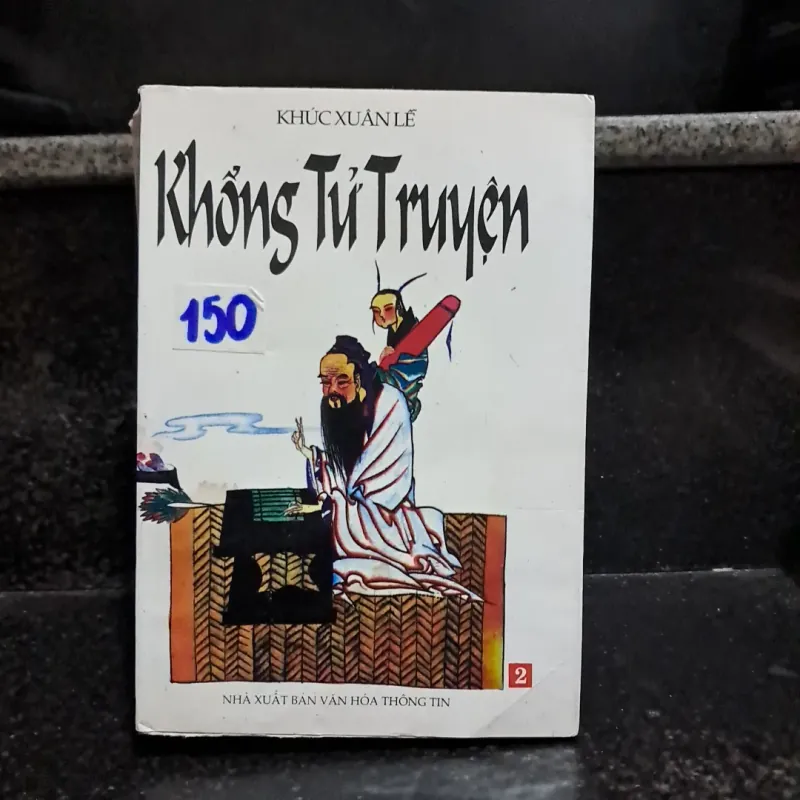 KHÚC XUÂN LỄ
Khổng Tử Truyện
150
2
NHÀ XUẤT BẢN VĂN HÓA THÔNG TIN